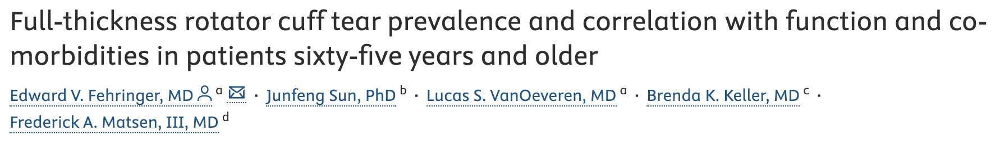 Full-thickness rotator cuff tear prevalence and correlation with function and co-
morbidities in patients sixty-five years and older
Edward V. Fehringer, MD a · Junfeng Sun, PhD b · Lucas S. VanOeveren, MD a · Brenda K. Keller, MD c ·
Frederick A. Matsen, III, MD d